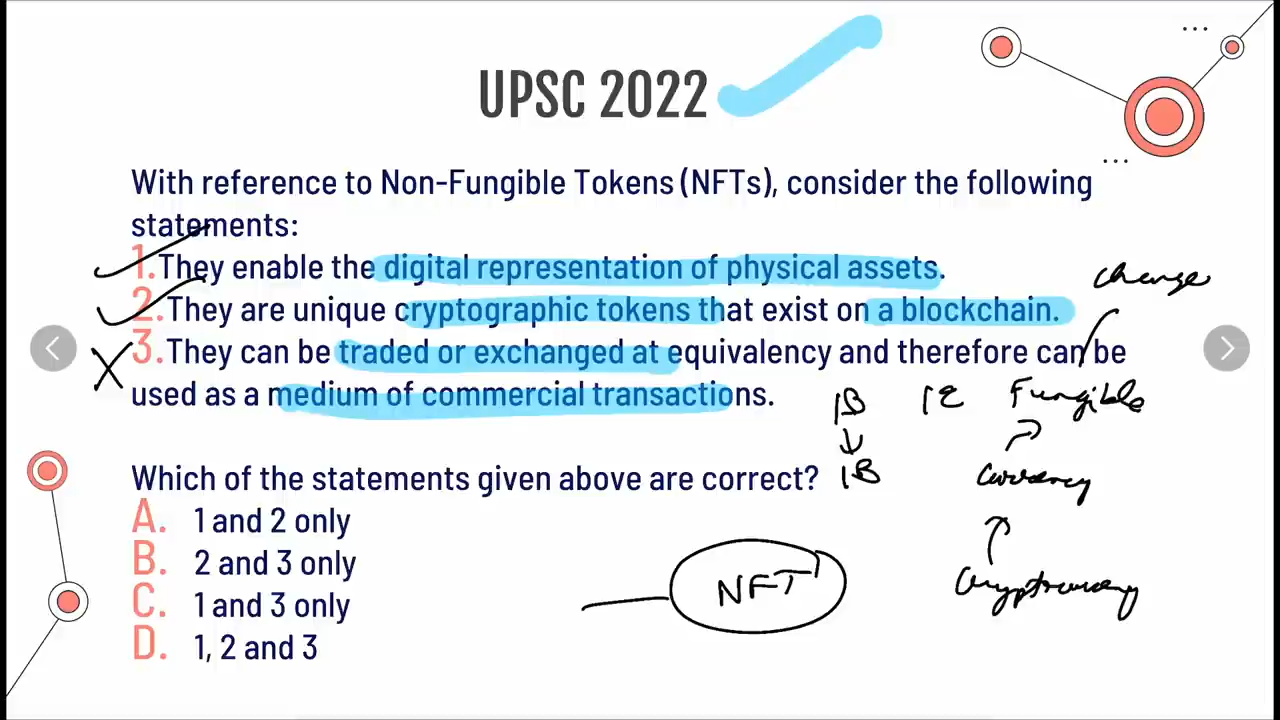 UPSC 2022
With reference to Non-Fungible Tokens (NFTs), consider the following
statements:
1.They enable the digital representation of physical assets.
2.They are unique cryptographic tokens that exist on a blockchain.
3.They can be traded or exchanged at equivalency and therefore can be
used as a medium of commercial transactions.
Which of the statements given above are correct?
A. 1 and 2 only
B. 2 and 3 only
C. 1 and 3 only
D. 1, 2 and 3
change
Fungible
1B
1B
Currency
NFT
Cryptocurrency